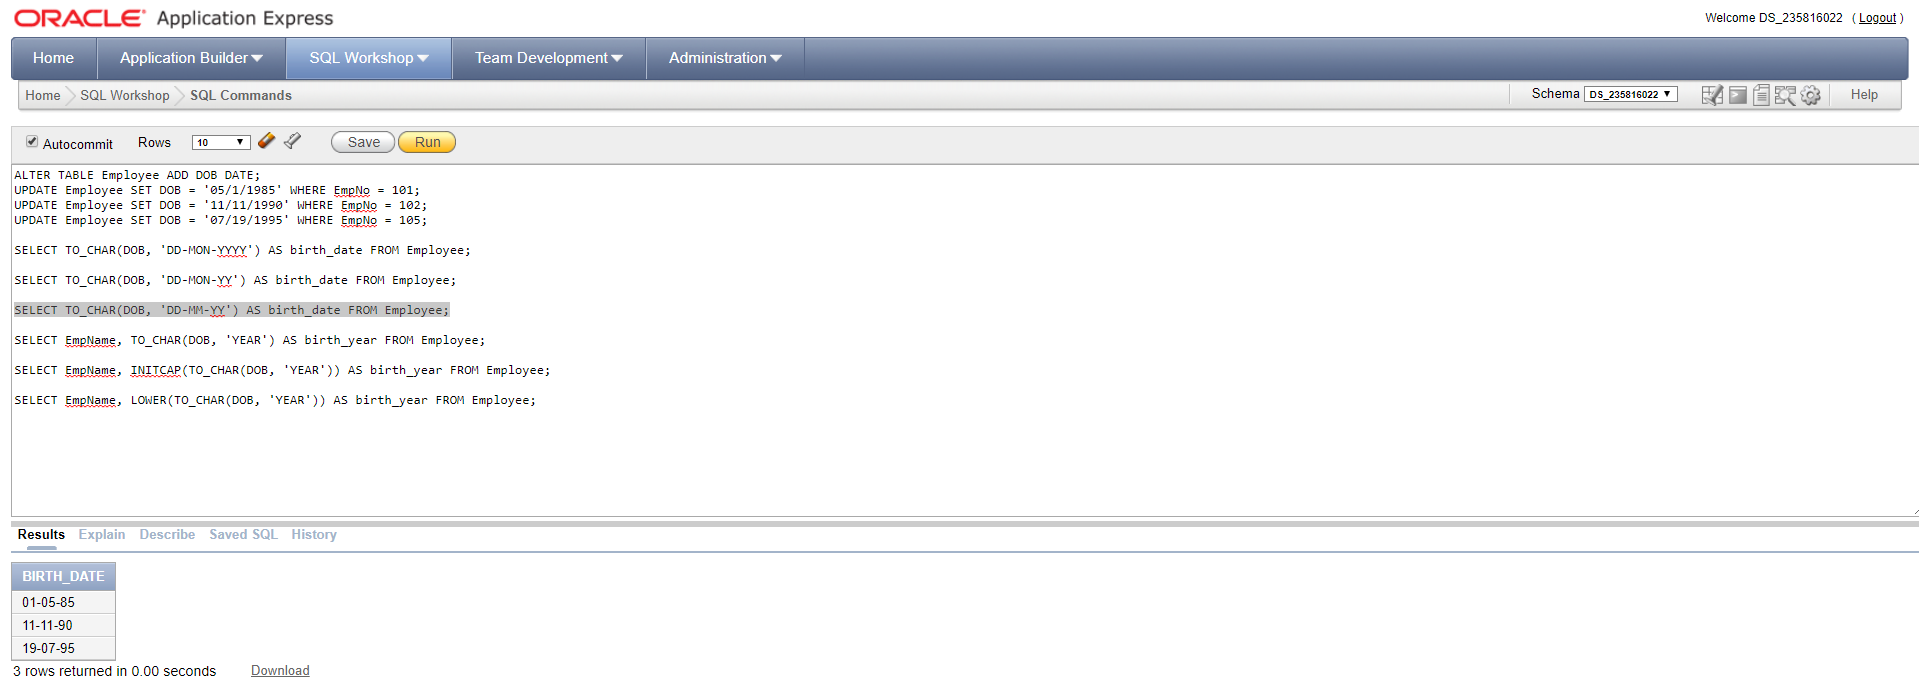 ORACLE Application Express
Welcome DS_235816022 ( Logout )
Home Application Builder SQL Workshop Team Development Administration
Home SQL Workshop SQL Commands
Schema DS_235816022 Help
Autocommit Rows 10 Save Run
ALTER TABLE Employee ADD DOB DATE;
UPDATE Employee SET DOB = '05/1/1985' WHERE EmpNo = 101;
UPDATE Employee SET DOB = '11/11/1990' WHERE EmpNo = 102;
UPDATE Employee SET DOB = '07/19/1995' WHERE EmpNo = 105;
SELECT TO_CHAR(DOB, 'DD-MON-YYYY') AS birth_date FROM Employee;
SELECT TO_CHAR(DOB, 'DD-MON-YY') AS birth_date FROM Employee;
SELECT TO_CHAR(DOB, 'DD-MM-YY') AS birth_date FROM Employee;
SELECT EmpName, TO_CHAR(DOB, 'YEAR') AS birth_year FROM Employee;
SELECT EmpName, INITCAP(TO_CHAR(DOB, 'YEAR')) AS birth_year FROM Employee;
SELECT EmpName, LOWER(TO_CHAR(DOB, 'YEAR')) AS birth_year FROM Employee;
Results Explain Describe Saved SQL History
BIRTH_DATE
01-05-85
11-11-90
19-07-95
3 rows returned in 0.00 seconds Download